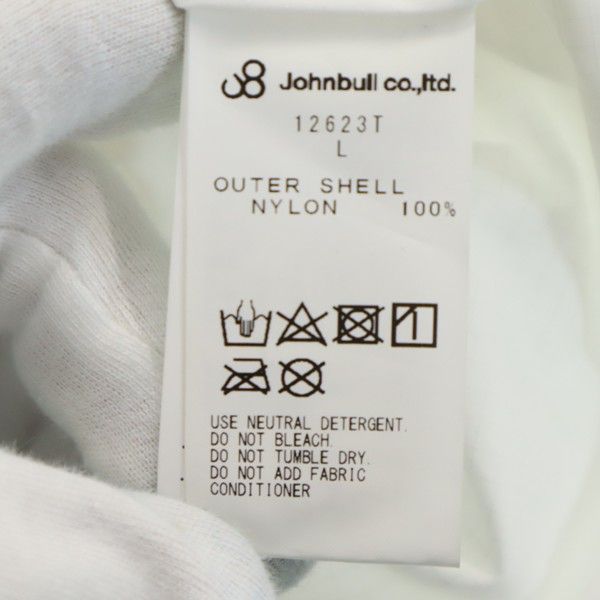 Johnbull co.,ltd.
12623T
L
OUTER SHELL
NYLON 100%
USE NEUTRAL DETERGENT.
DO NOT BLEACH.
DO NOT TUMBLE DRY.
DO NOT ADD FABRIC
CONDITIONER